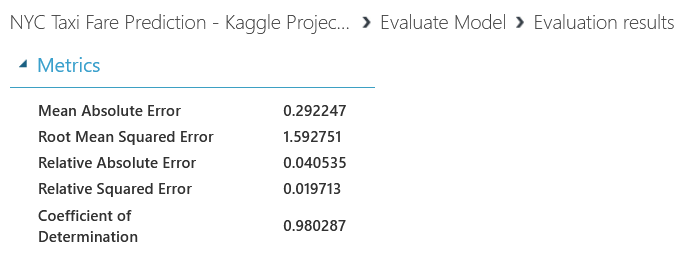 NYC Taxi Fare Prediction - Kaggle Projec... › Evaluate Model › Evaluation results
Metrics
Mean Absolute Error 0.292247
Root Mean Squared Error 1.592751
Relative Absolute Error 0.040535
Relative Squared Error 0.019713
Coefficient of
Determination 0.980287